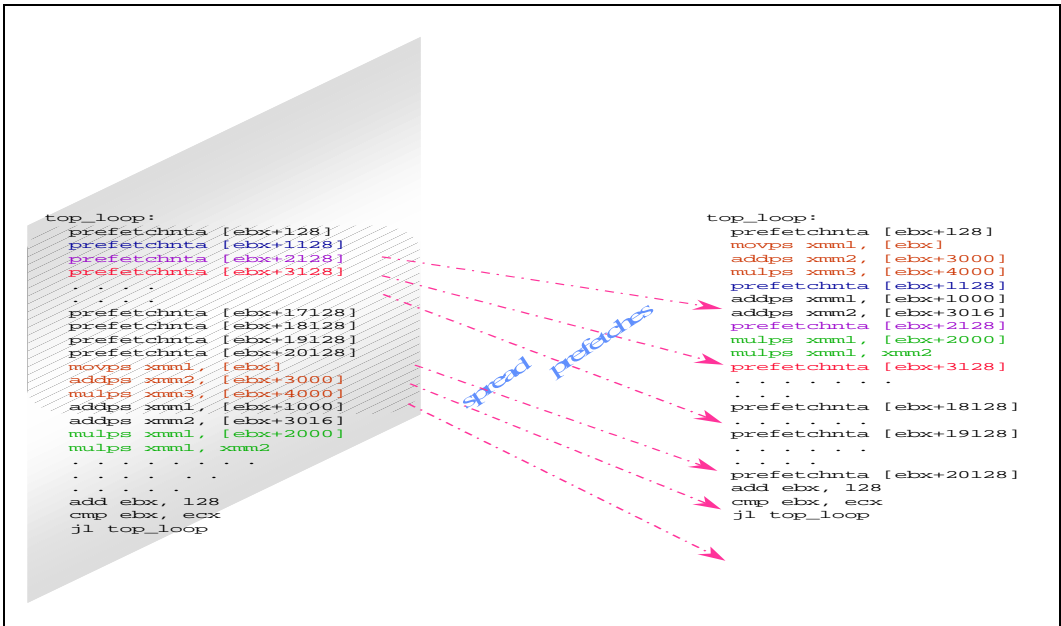 top_loop:
prefetchnta [ebx+128]
prefetchnta [ebx+1128]
prefetchnta [ebx+2128]
prefetchnta [ebx+3128]
. . . .
. . . .
prefetchnta [ebx+17128]
prefetchnta [ebx+18128]
prefetchnta [ebx+19128]
prefetchnta [ebx+20128]
movps xmm1, [ebx]
addps xmm2, [ebx+3000]
mulps xmm3, [ebx+4000]
addps xmm1, [ebx+1000]
addps xmm2, [ebx+3016]
mulps xmm1, [ebx+2000]
mulps xmm1, xmm2
. . . . . . . .
. . . . . .
. . . . .
add ebx, 128
cmp ebx, ecx
jl top_loop
spread prefetches
top_loop:
prefetchnta [ebx+128]
movps xmm1, [ebx]
addps xmm2, [ebx+3000]
mulps xmm3, [ebx+4000]
prefetchnta [ebx+1128]
addps xmm1, [ebx+1000]
addps xmm2, [ebx+3016]
prefetchnta [ebx+2128]
mulps xmm1, [ebx+2000]
mulps xmm1, xmm2
prefetchnta [ebx+3128]
. . . . . . .
. . .
prefetchnta [ebx+18128]
. . . . . .
prefetchnta [ebx+19128]
. . . . . .
. . . .
prefetchnta [ebx+20128]
add ebx, 128
cmp ebx, ecx
jl top_loop